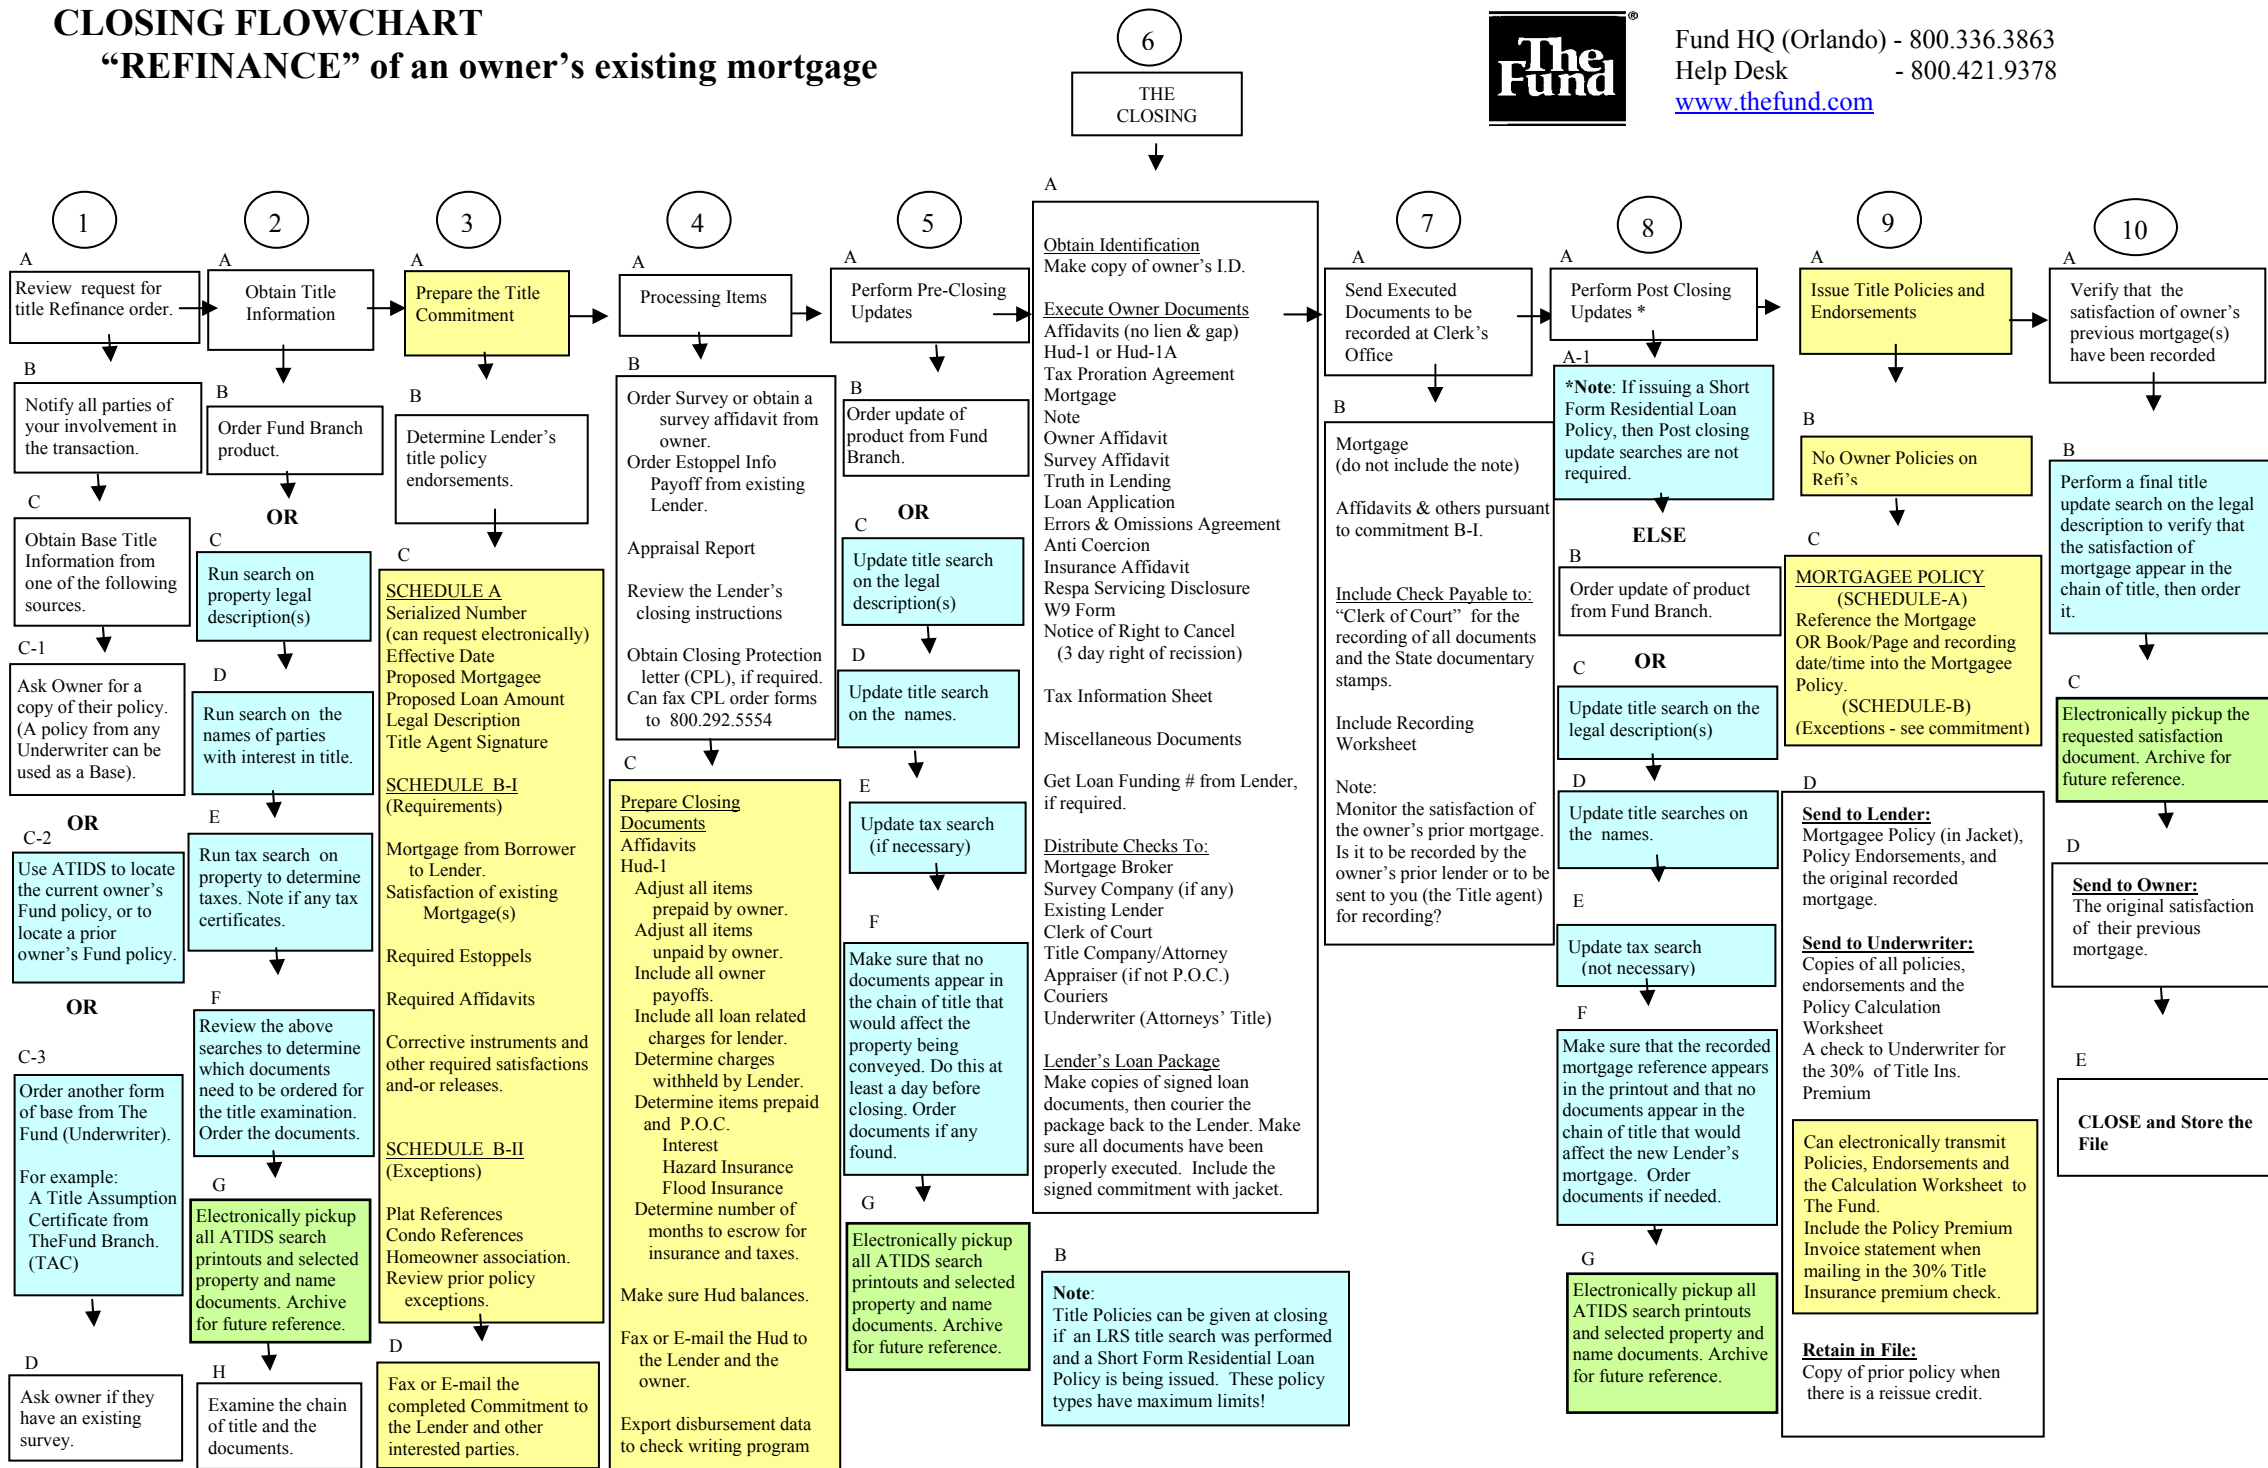 CLOSING FLOWCHART
“REFINANCE” of an owner’s existing mortgage
6
THE
CLOSING
The
Fund
®
Fund HQ (Orlando) - 800.336.3863
Help Desk - 800.421.9378
www.thefund.com
1
A
Review request for
title Refinance order.
B
Notify all parties of
your involvement in
the transaction.
C
Obtain Base Title
Information from
one of the following
sources.
C-1
Ask Owner for a
copy of their policy.
(A policy from any
Underwriter can be
used as a Base).
OR
C-2
Use ATIDS to locate
the current owner’s
Fund policy, or to
locate a prior
owner’s Fund policy.
OR
C-3
Order another form
of base from The
Fund (Underwriter).
For example:
A Title Assumption
Certificate from
TheFund Branch.
(TAC)
D
Ask owner if they
have an existing
survey.
2
A
Obtain Title
Information
B
Order Fund Branch
product.
OR
C
Run search on
property legal
description(s)
D
Run search on the
names of parties
with interest in title.
E
Run tax search on
property to determine
taxes. Note if any tax
certificates.
F
Review the above
searches to determine
which documents
need to be ordered for
the title examination.
Order the documents.
G
Electronically pickup
all ATIDS search
printouts and selected
property and name
documents. Archive
for future reference.
H
Examine the chain
of title and the
documents.
3
A
Prepare the Title
Commitment
B
Determine Lender’s
title policy
endorsements.
C
SCHEDULE A
Serialized Number
(can request electronically)
Effective Date
Proposed Mortgagee
Proposed Loan Amount
Legal Description
Title Agent Signature
SCHEDULE B-I
(Requirements)
Mortgage from Borrower
to Lender.
Satisfaction of existing
Mortgage(s)
Required Estoppels
Required Affidavits
Corrective instruments and
other required satisfactions
and-or releases.
SCHEDULE B-II
(Exceptions)
Plat References
Condo References
Homeowner association.
Review prior policy
exceptions.
D
Fax or E-mail the
completed Commitment to
the Lender and other
interested parties.
4
A
Processing Items
B
Order Survey or obtain a
survey affidavit from
owner.
Order Estoppel Info
Payoff from existing
Lender.
Appraisal Report
Review the Lender’s
closing instructions
Obtain Closing Protection
letter (CPL), if required.
Can fax CPL order forms
to 800.292.5554
C
Prepare Closing
Documents
Affidavits
Hud-1
Adjust all items
prepaid by owner.
Adjust all items
unpaid by owner.
Include all owner
payoffs.
Include all loan related
charges for lender.
Determine charges
withheld by Lender.
Determine items prepaid
and P.O.C.
Interest
Hazard Insurance
Flood Insurance
Determine number of
months to escrow for
insurance and taxes.
Make sure Hud balances.
Fax or E-mail the Hud to
the Lender and the
owner.
Export disbursement data
to check writing program
5
A
Perform Pre-Closing
Updates
B
Order update of
product from Fund
Branch.
OR
C
Update title search
on the legal
description(s)
D
Update title search
on the names.
E
Update tax search
(if necessary)
F
Make sure that no
documents appear in
the chain of title that
would affect the
property being
conveyed. Do this at
least a day before
closing. Order
documents if any
found.
G
Electronically pickup
all ATIDS search
printouts and selected
property and name
documents. Archive
for future reference.
A
Obtain Identification
Make copy of owner’s I.D.
Execute Owner Documents
Affidavits (no lien & gap)
Hud-1 or Hud-1A
Tax Proration Agreement
Mortgage
Note
Owner Affidavit
Survey Affidavit
Truth in Lending
Loan Application
Errors & Omissions Agreement
Anti Coercion
Insurance Affidavit
Respa Servicing Disclosure
W9 Form
Notice of Right to Cancel
(3 day right of recission)
Tax Information Sheet
Miscellaneous Documents
Get Loan Funding # from Lender,
if required.
Distribute Checks To:
Mortgage Broker
Survey Company (if any)
Existing Lender
Clerk of Court
Title Company/Attorney
Appraiser (if not P.O.C.)
Couriers
Underwriter (Attorneys’ Title)
Lender’s Loan Package
Make copies of signed loan
documents, then courier the
package back to the Lender. Make
sure all documents have been
properly executed. Include the
signed commitment with jacket.
B
Note:
Title Policies can be given at closing
if an LRS title search was performed
and a Short Form Residential Loan
Policy is being issued. These policy
types have maximum limits!
7
A
Send Executed
Documents to be
recorded at Clerk’s
Office
B
Mortgage
(do not include the note)
Affidavits & others pursuant
to commitment B-I.
Include Check Payable to:
“Clerk of Court” for the
recording of all documents
and the State documentary
stamps.
Include Recording
Worksheet
Note:
Monitor the satisfaction of
the owner’s prior mortgage.
Is it to be recorded by the
owner’s prior lender or to be
sent to you (the Title agent)
for recording?
8
A
Perform Post Closing
Updates *
A-1
*Note: If issuing a Short
Form Residential Loan
Policy, then Post closing
update searches are not
required.
ELSE
B
Order update of product
from Fund Branch.
OR
C
Update title search on the
legal description(s)
D
Update title searches on
the names.
E
Update tax search
(not necessary)
F
Make sure that the recorded
mortgage reference appears
in the printout and that no
documents appear in the
chain of title that would
affect the new Lender’s
mortgage. Order
documents if needed.
G
Electronically pickup all
ATIDS search printouts
and selected property and
name documents. Archive
for future reference.
9
A
Issue Title Policies and
Endorsements
B
No Owner Policies on
Refi’s
C
MORTGAGEE POLICY
(SCHEDULE-A)
Reference the Mortgage
OR Book/Page and recording
date/time into the Mortgagee
Policy.
(SCHEDULE-B)
(Exceptions - see commitment)
D
Send to Lender:
Mortgagee Policy (in Jacket),
Policy Endorsements, and
the original recorded
mortgage.
Send to Underwriter:
Copies of all policies,
endorsements and the
Policy Calculation
Worksheet
A check to Underwriter for
the 30% of Title Ins.
Premium
Can electronically transmit
Policies, Endorsements and
the Calculation Worksheet to
The Fund.
Include the Policy Premium
Invoice statement when
mailing in the 30% Title
Insurance premium check.
Retain in File:
Copy of prior policy when
there is a reissue credit.
10
A
Verify that the
satisfaction of owner’s
previous mortgage(s)
have been recorded
B
Perform a final title
update search on the legal
description to verify that
the satisfaction of
mortgage appear in the
chain of title, then order
it.
C
Electronically pickup the
requested satisfaction
document. Archive for
future reference.
D
Send to Owner:
The original satisfaction
of their previous
mortgage.
E
CLOSE and Store the
File